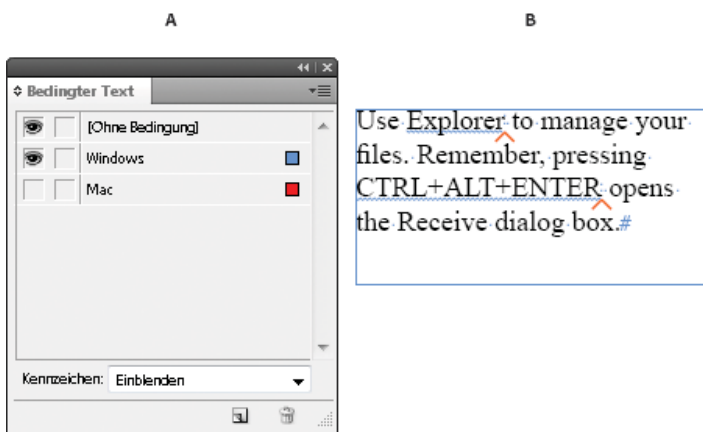 A
B
Bedingter Text
[Ohne Bedingung]
Windows
Mac
Kennzeichen: Einblenden
Use Explorer to manage your
files. Remember, pressing
CTRL+ALT+ENTER opens
the Receive dialog box.#